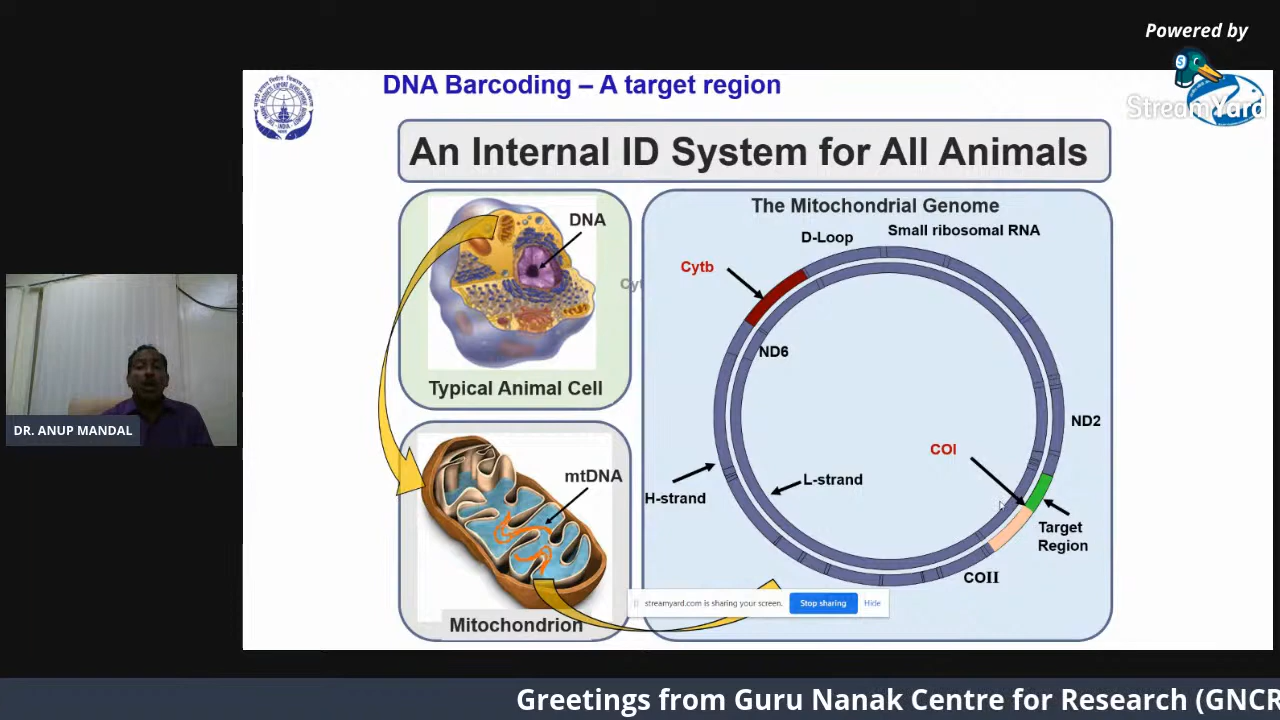 Powered by
StreamYard
DNA Barcoding – A target region
An Internal ID System for All Animals
DNA
Typical Animal Cell
mtDNA
Mitochondrion
The Mitochondrial Genome
D-Loop
Small ribosomal RNA
Cytb
ND6
ND2
COI
H-strand
L-strand
Target
Region
COII
streamyard.com is sharing your screen.
Stop sharing
Hide
DR. ANUP MANDAL
Greetings from Guru Nanak Centre for Research (GNCR